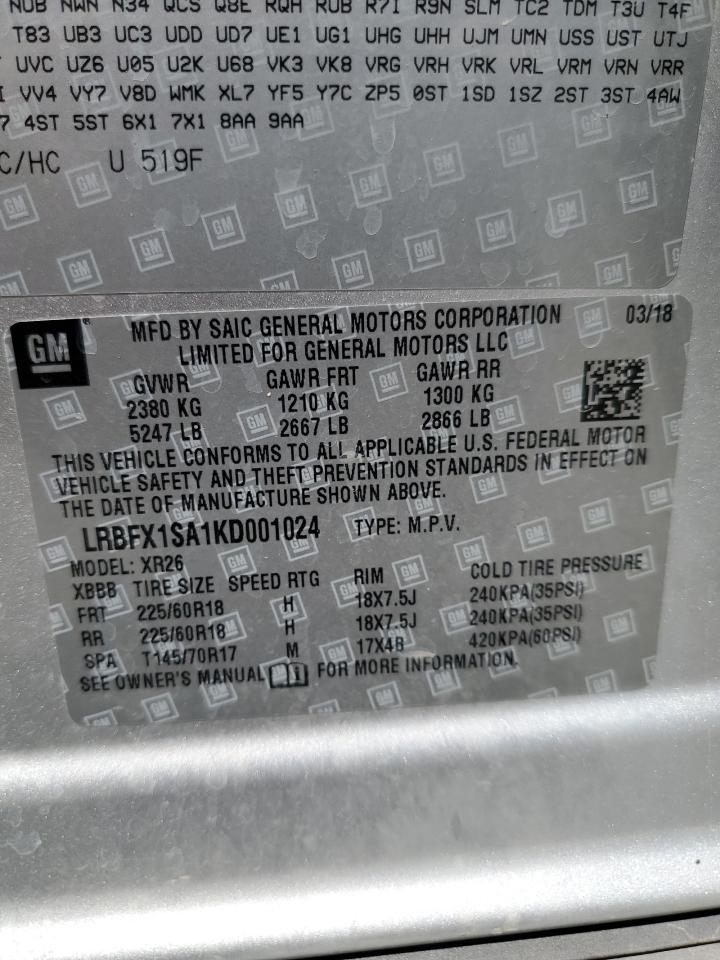 NUB NWN N34 QCS Q8E RQH RUB R7I R9N SLM TC2 TDM T3U T4F
T83 UB3 UC3 UDD UD7 UE1 UG1 UHG UHH UJM UMN USS UST UTJ
UVC UZ6 U05 U2K U68 VK3 VK8 VRG VRH VRK VRL VRM VRN VRR
VV4 VY7 V8D WMK XL7 YF5 Y7C ZP5 0ST 1SD 1SZ 2ST 3ST 4AW
7 4ST 5ST 6X1 7X1 8AA 9AA
C/HC U 519F
GM
MFD BY SAIC GENERAL MOTORS CORPORATION 03/18
LIMITED FOR GENERAL MOTORS LLC
GVWR GAWR FRT GAWR RR
2380 KG 1210 KG 1300 KG
5247 LB 2667 LB 2866 LB
THIS VEHICLE CONFORMS TO ALL APPLICABLE U.S. FEDERAL MOTOR
VEHICLE SAFETY AND THEFT PREVENTION STANDARDS IN EFFECT ON
THE DATE OF MANUFACTURE SHOWN ABOVE.
LRBFX1SA1KD001024 TYPE: M.P.V.
MODEL: XR26
XBBB TIRE SIZE SPEED RTG RIM COLD TIRE PRESSURE
FRT 225/60R18 H 18X7.5J 240KPA(35PSI)
RR 225/60R18 H 18X7.5J 240KPA(35PSI)
SPA T145/70R17 M 17X4B 420KPA(60PSI)
SEE OWNER'S MANUAL FOR MORE INFORMATION.